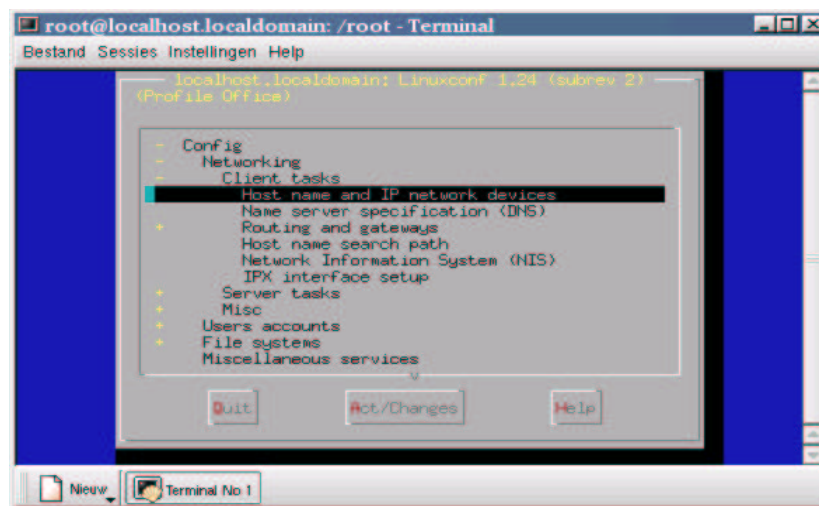 root@localhost.localdomain: /root - Terminal
Bestand Sessies Instellingen Help
localhost.localdomain: Linuxconf 1.24 (subrev 2)
(Profile Office)
- Config
- Networking
- Client tasks
Host name and IP network devices
Name server specification (DNS)
+ Routing and gateways
Host name search path
Network Information System (NIS)
IPX interface setup
+ Server tasks
+ Misc
+ Users accounts
+ File systems
Miscellaneous services
Quit Act/Changes Help
Nieuw Terminal No 1